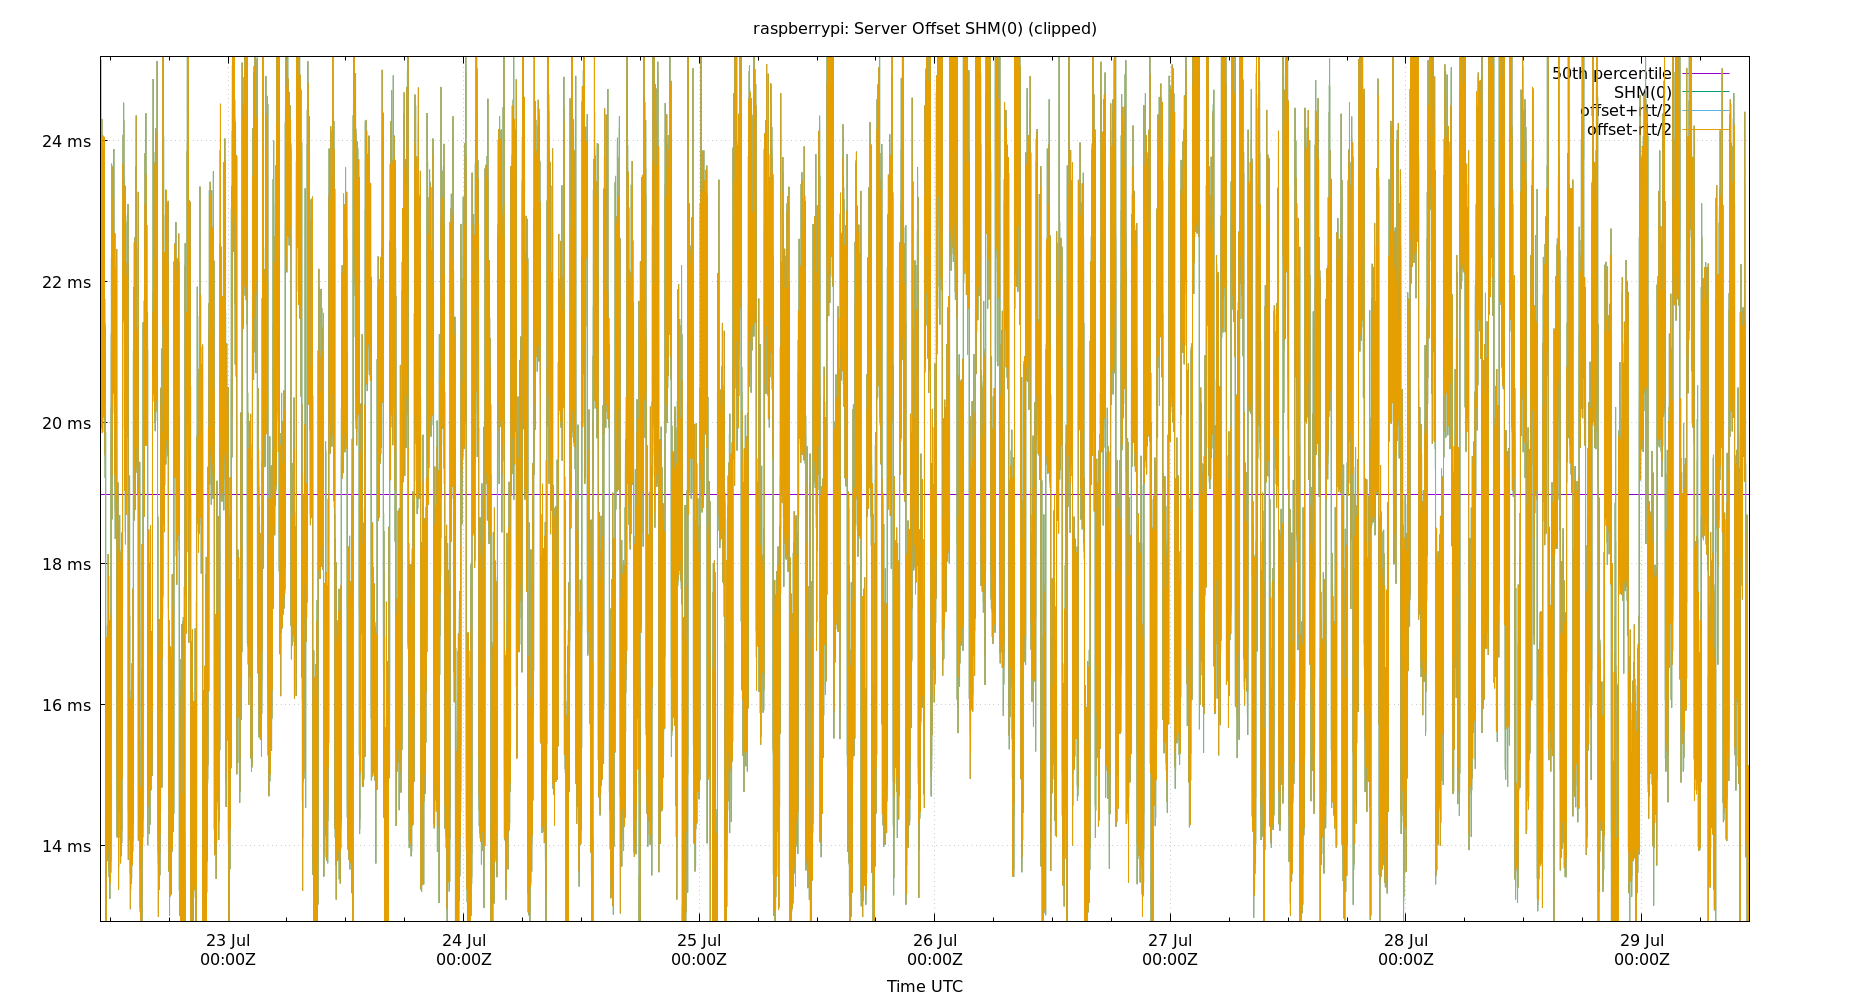 raspberrypi: Server Offset SHM(0) (clipped)
50th percentile
SHM(0)
offset+rtt/2
offset-rtt/2
24 ms
22 ms
20 ms
18 ms
16 ms
14 ms
23 Jul 24 Jul 25 Jul 26 Jul 27 Jul 28 Jul 29 Jul
00:00Z 00:00Z 00:00Z 00:00Z 00:00Z 00:00Z 00:00Z
Time UTC